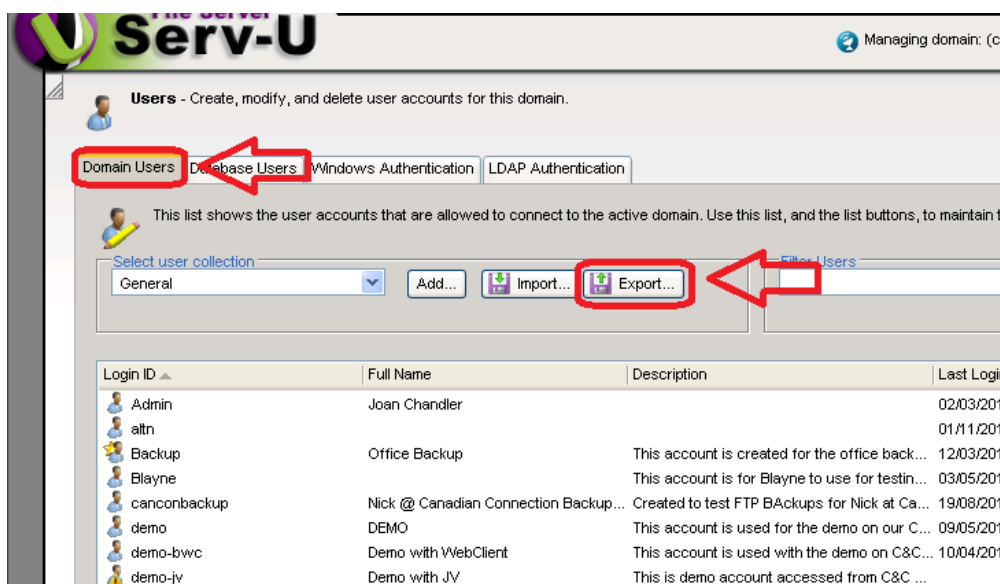 The Server
Serv-U
Managing domain: (c
Users - Create, modify, and delete user accounts for this domain.
Domain Users Database Users Windows Authentication LDAP Authentication
This list shows the user accounts that are allowed to connect to the active domain. Use this list, and the list buttons, to maintain t
Select user collection Filter Users
General Add... Import... Export...
Login ID Full Name Description Last Logi
Admin Joan Chandler 02/03/201
altn 01/11/201
Backup Office Backup This account is created for the office back... 12/03/201
Blayne This account is for Blayne to use for testin... 03/05/201
canconbackup Nick @ Canadian Connection Backup... Created to test FTP BAckups for Nick at Ca... 19/08/201
demo DEMO This account is used for the demo on our C... 09/05/201
demo-bwc Demo with WebClient This account is used with the demo on C&C... 10/04/201
demo-jv Demo with JV This is demo account accessed from C&C ...